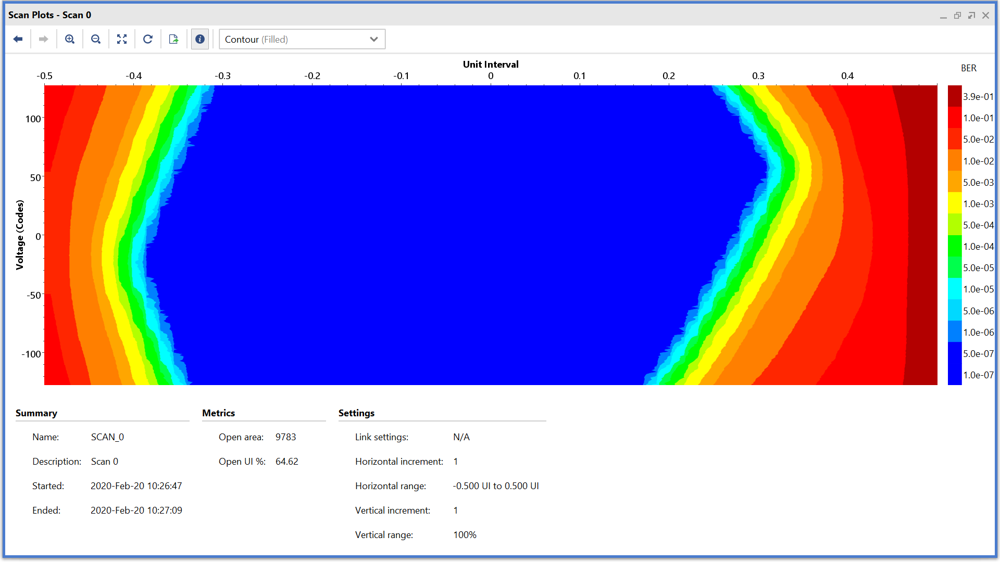 Scan Plots - Scan 0
Contour (Filled)
Unit Interval
-0.5 -0.4 -0.3 -0.2 -0.1 0 0.1 0.2 0.3 0.4
BER
Voltage (Codes)
100
50
0
-50
-100
3.9e-01
1.0e-01
5.0e-02
1.0e-02
5.0e-03
1.0e-03
5.0e-04
1.0e-04
5.0e-05
1.0e-05
5.0e-06
1.0e-06
5.0e-07
1.0e-07
Summary
Name: SCAN_0
Description: Scan 0
Started: 2020-Feb-20 10:26:47
Ended: 2020-Feb-20 10:27:09
Metrics
Open area: 9783
Open UI %: 64.62
Settings
Link settings: N/A
Horizontal increment: 1
Horizontal range: -0.500 UI to 0.500 UI
Vertical increment: 1
Vertical range: 100%